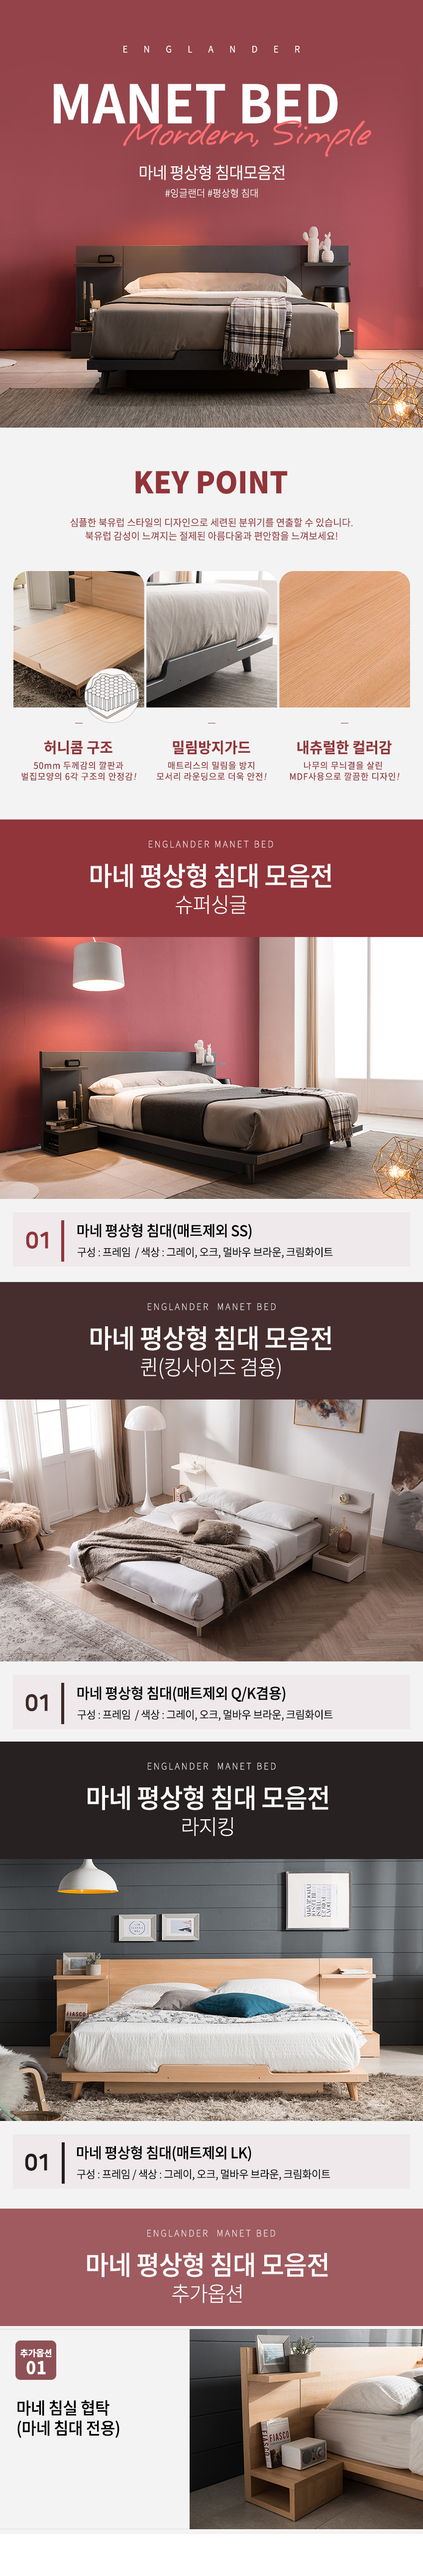 ENGLANDER
MANET BED
Mordern, Simple
마네 평상형 침대모음전
#잉글랜더 #평상형 침대
KEY POINT
심플한 북유럽 스타일의 디자인으로 세련된 분위기를 연출할 수 있습니다.
북유럽 감성이 느껴지는 절제된 아름다움과 편안함을 느껴보세요!
허니콤 구조
50mm 두께감의 깔판과
벌집모양의 6각 구조의 안정감!
밀림방지가드
매트리스의 밀림을 방지
모서리 라운딩으로 더욱 안전!
내츄럴한 컬러감
나무의 무늬결을 살린
MDF사용으로 깔끔한 디자인!
ENGLANDER MANET BED
마네 평상형 침대 모음전
슈퍼싱글
01
마네 평상형 침대(매트제외 SS)
구성 : 프레임 / 색상 : 그레이, 오크, 멀바우 브라운, 크림화이트
ENGLANDER MANET BED
마네 평상형 침대 모음전
퀸(킹사이즈 겸용)
01
마네 평상형 침대(매트제외 Q/K겸용)
구성 : 프레임 / 색상 : 그레이, 오크, 멀바우 브라운, 크림화이트
ENGLANDER MANET BED
마네 평상형 침대 모음전
라지킹
FIASCO
01
마네 평상형 침대(매트제외 LK)
구성 : 프레임 / 색상 : 그레이, 오크, 멀바우 브라운, 크림화이트
ENGLANDER MANET BED
마네 평상형 침대 모음전
추가옵션
추가옵션
01
마네 침실 협탁
(마네 침대 전용)
FIASCO